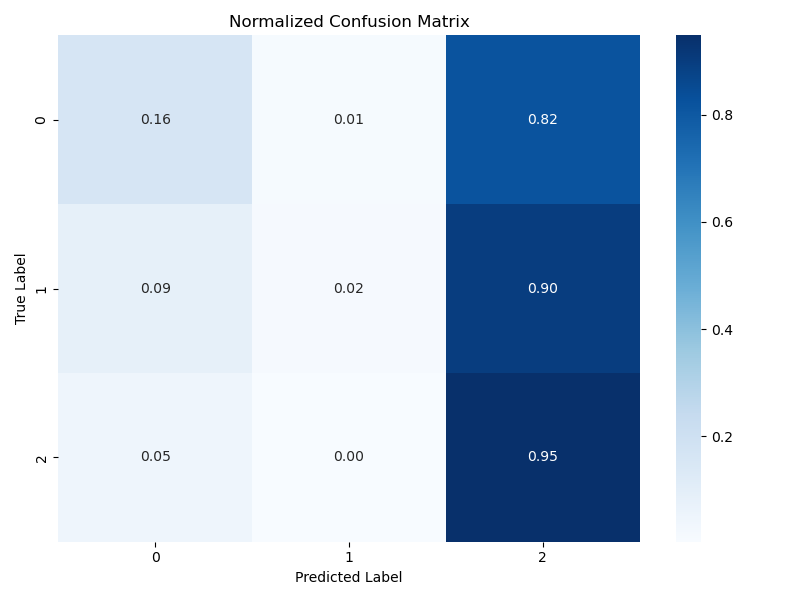 Normalized Confusion Matrix
0 0.16 0.01 0.82
1 0.09 0.02 0.90
2 0.05 0.00 0.95
0 1 2
Predicted Label
True Label
0.8
0.6
0.4
0.2